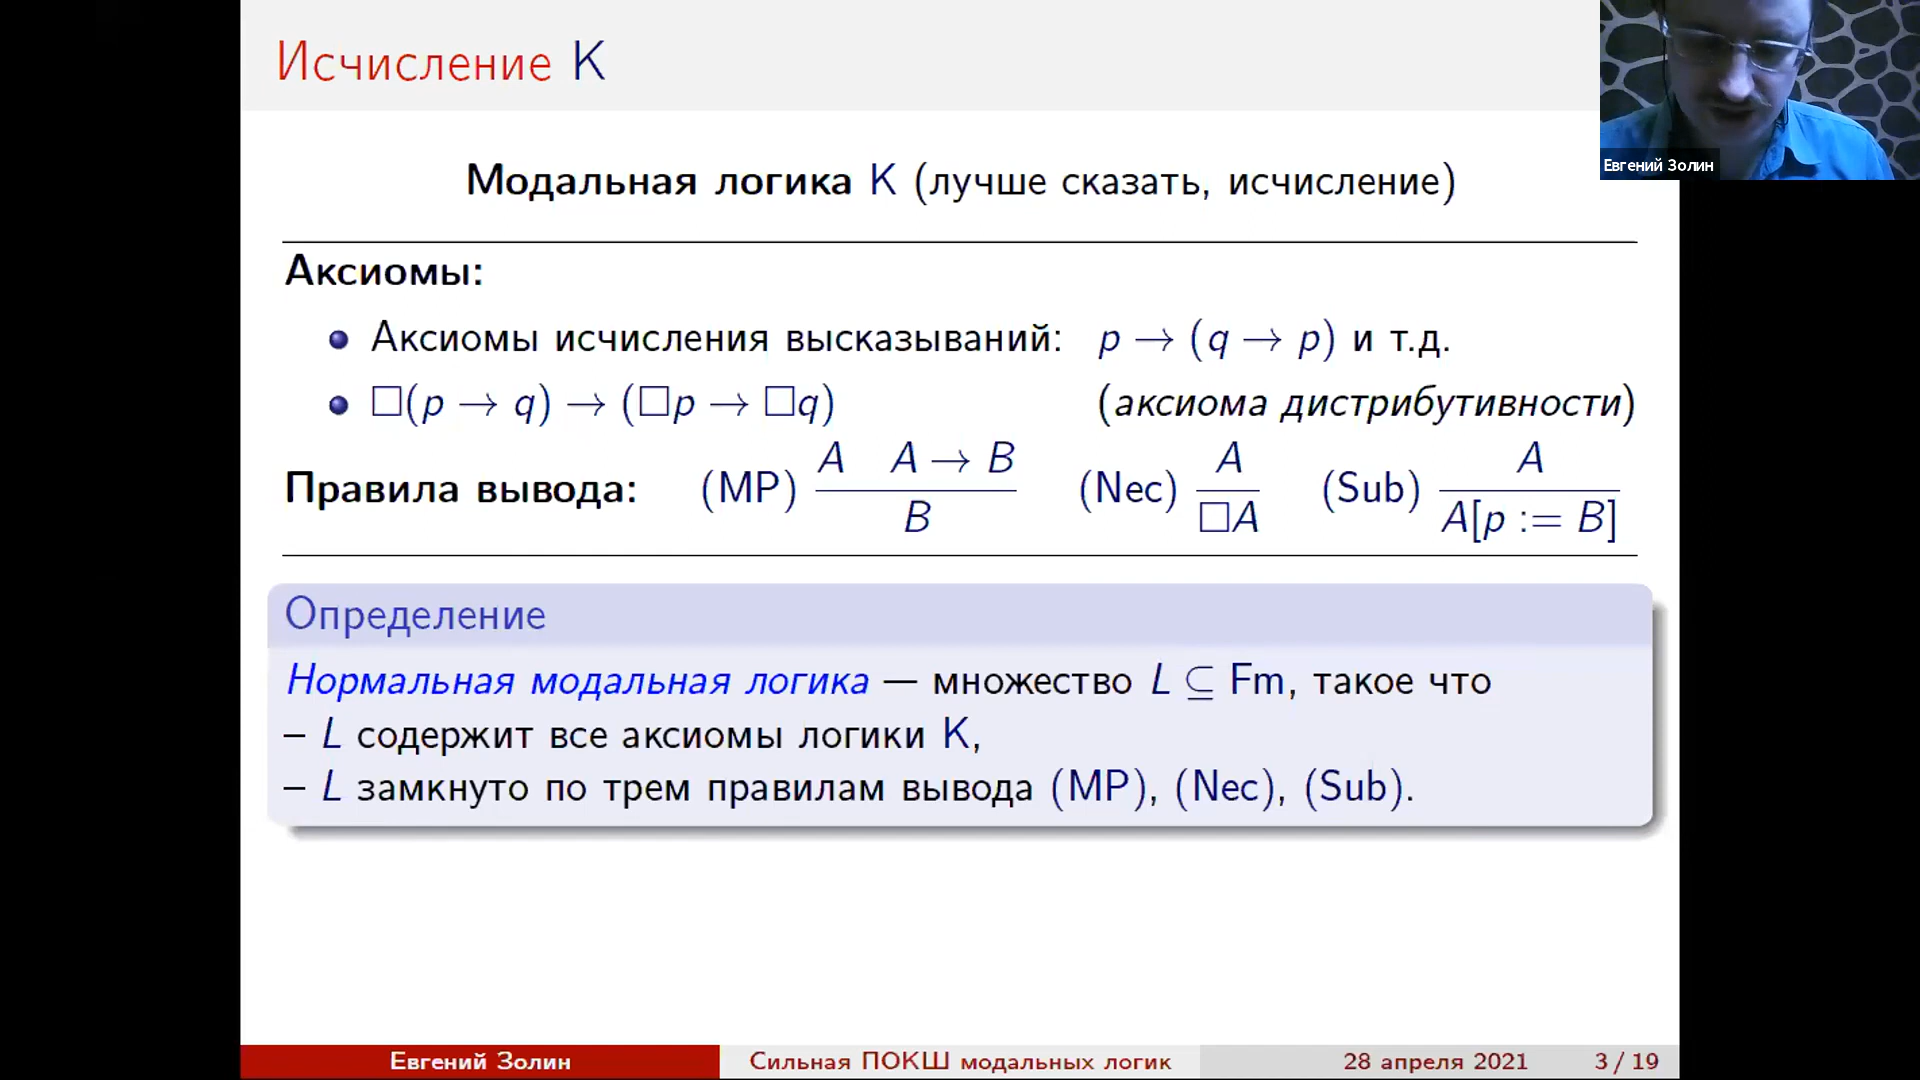 Исчисление K
Евгений Золин
Модальная логика K (лучше сказать, исчисление)
Аксиомы:
Аксиомы исчисления высказываний: p → (q → p) и т.д.
□(p → q) → (□p → □q) (аксиома дистрибутивности)
Правила вывода: (MP) A A → B / B (Nec) A / □A (Sub) A / A[p := B]
Определение
Нормальная модальная логика — множество L ⊆ Fm, такое что
– L содержит все аксиомы логики K,
– L замкнуто по трем правилам вывода (MP), (Nec), (Sub).
Евгений Золин Сильная ПОКШ модальных логик 28 апреля 2021 3 / 19